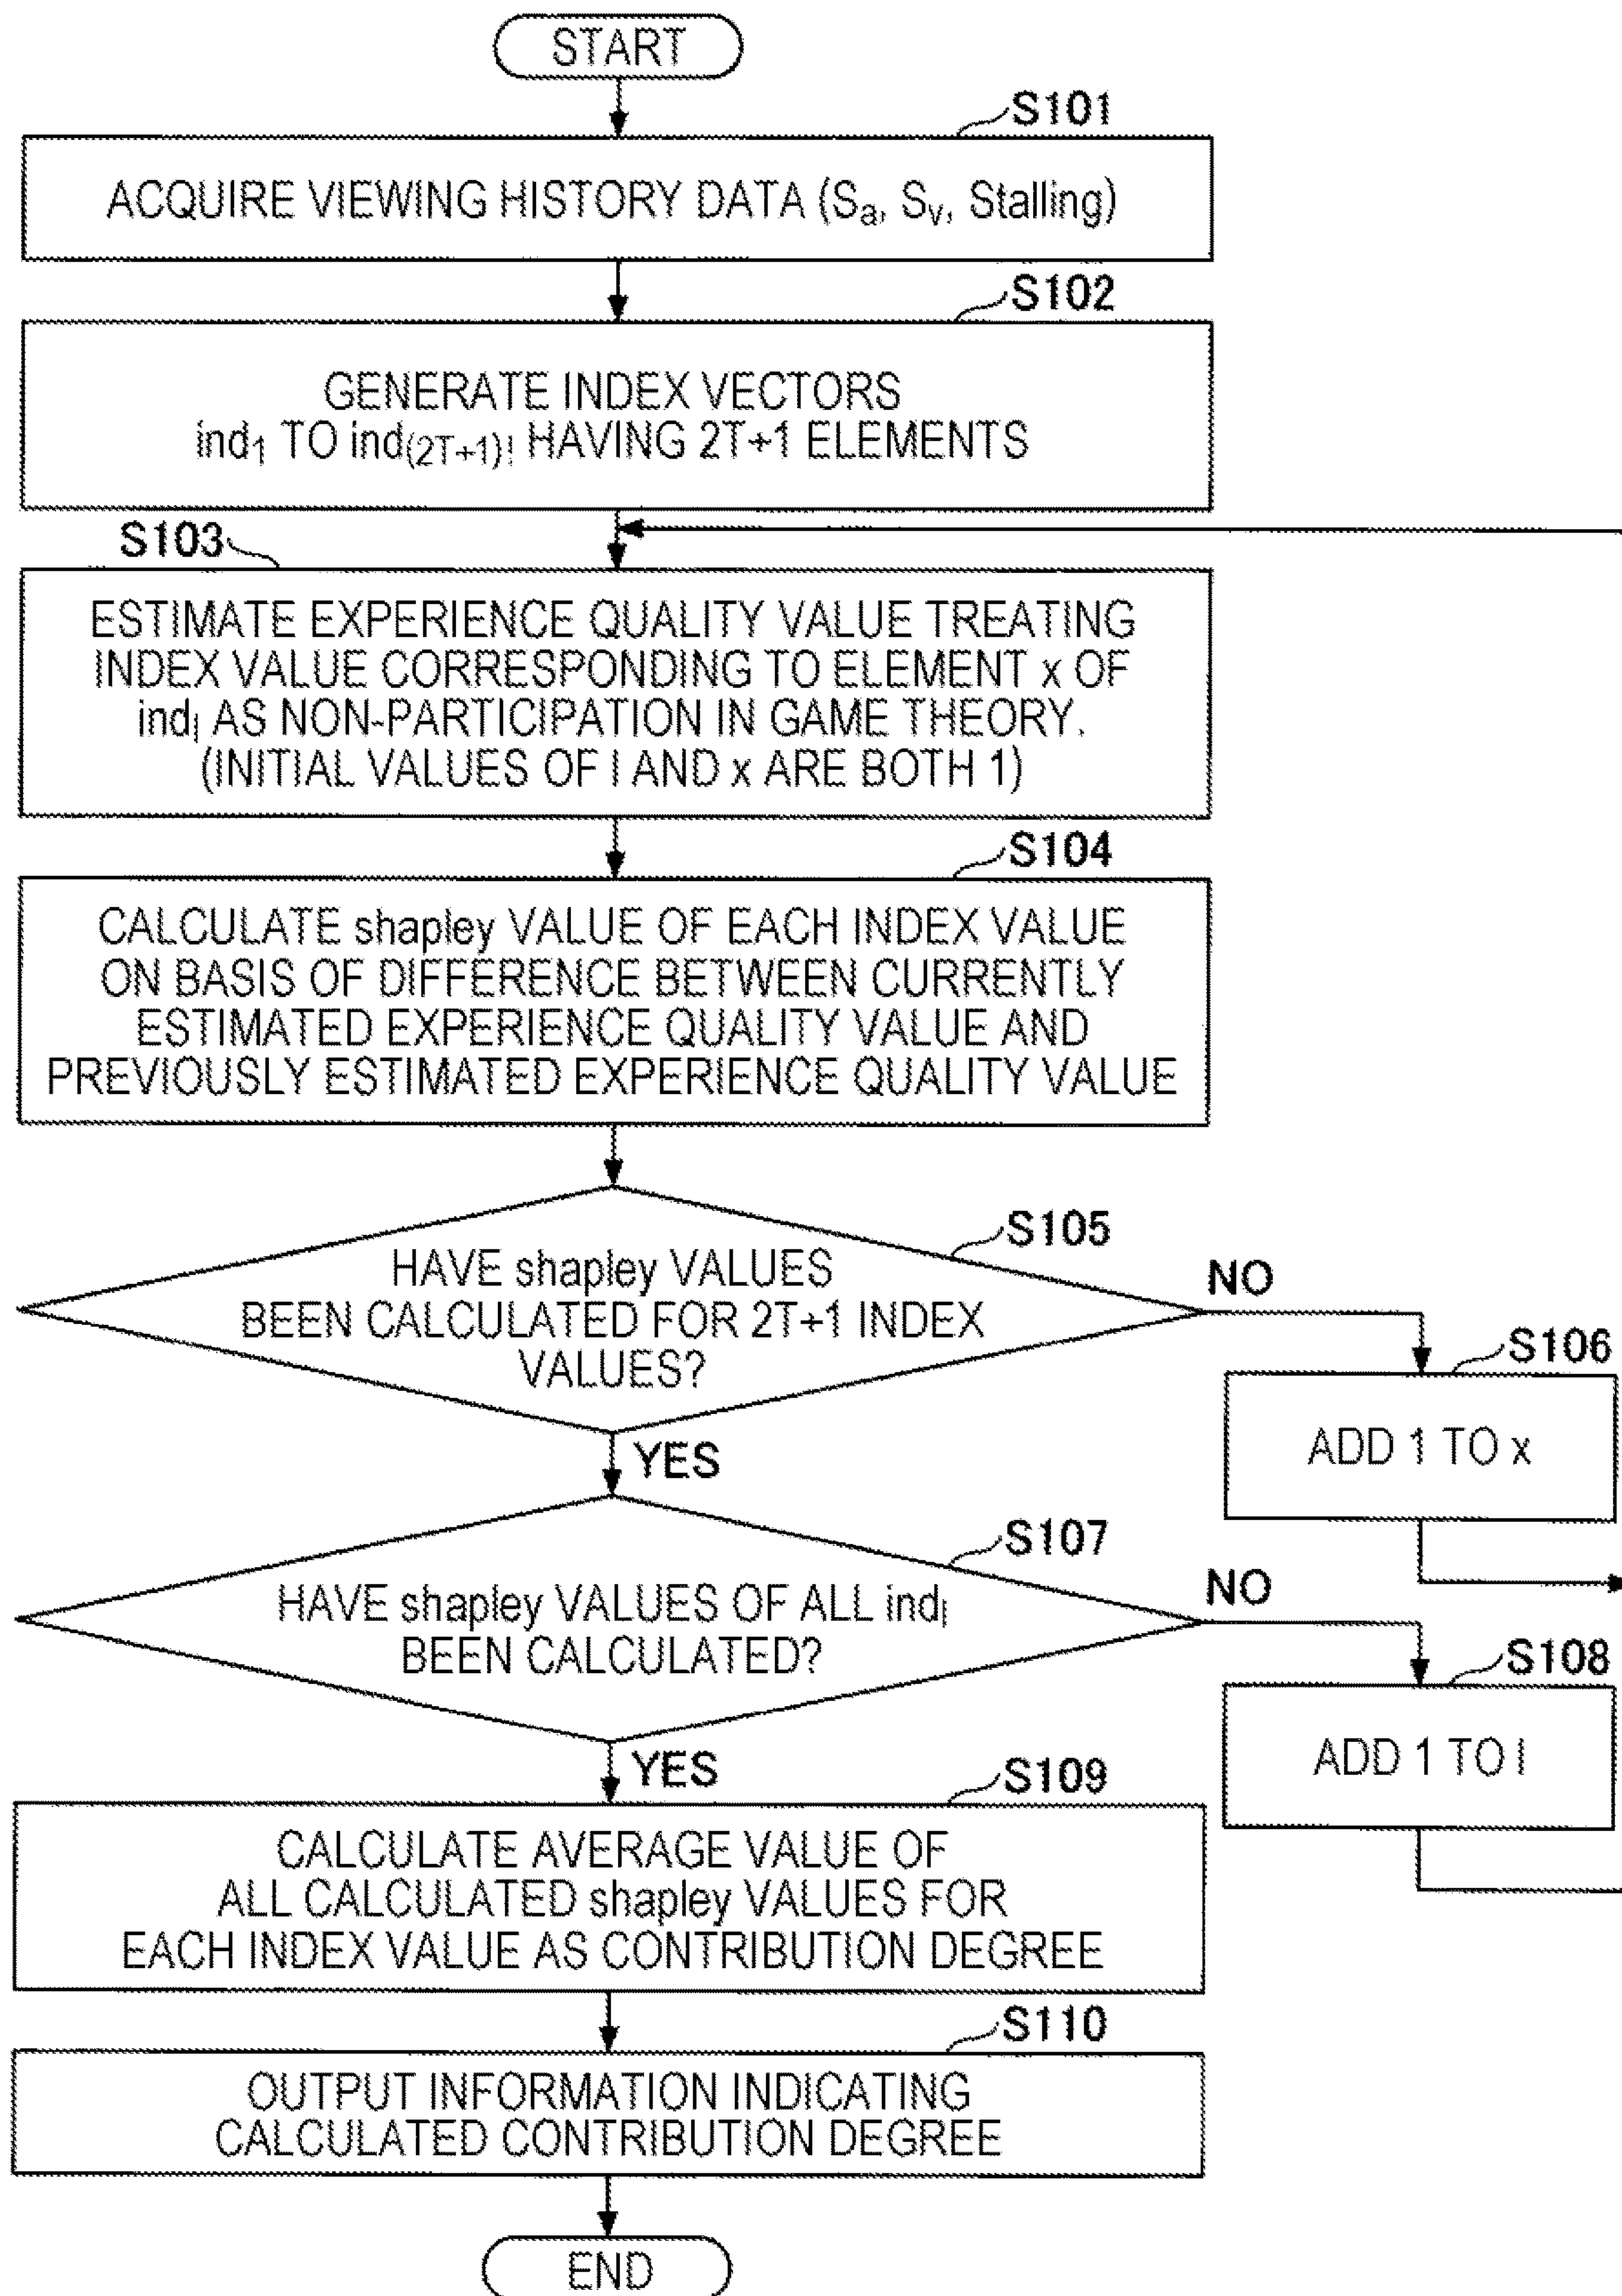 START
S101
ACQUIRE VIEWING HISTORY DATA (Sa, Sv, Stalling)
S102
GENERATE INDEX VECTORS
ind1 TO ind(2T+1)! HAVING 2T+1 ELEMENTS
S103
ESTIMATE EXPERIENCE QUALITY VALUE TREATING
INDEX VALUE CORRESPONDING TO ELEMENT x OF
indl AS NON-PARTICIPATION IN GAME THEORY.
(INITIAL VALUES OF l AND x ARE BOTH 1)
S104
CALCULATE shapley VALUE OF EACH INDEX VALUE
ON BASIS OF DIFFERENCE BETWEEN CURRENTLY
ESTIMATED EXPERIENCE QUALITY VALUE AND
PREVIOUSLY ESTIMATED EXPERIENCE QUALITY VALUE
S105
HAVE shapley VALUES
BEEN CALCULATED FOR 2T+1 INDEX
VALUES?
NO
S106
ADD 1 TO x
YES
S107
HAVE shapley VALUES OF ALL indl
BEEN CALCULATED?
NO
S108
ADD 1 TO l
YES
S109
CALCULATE AVERAGE VALUE OF
ALL CALCULATED shapley VALUES FOR
EACH INDEX VALUE AS CONTRIBUTION DEGREE
S110
OUTPUT INFORMATION INDICATING
CALCULATED CONTRIBUTION DEGREE
END